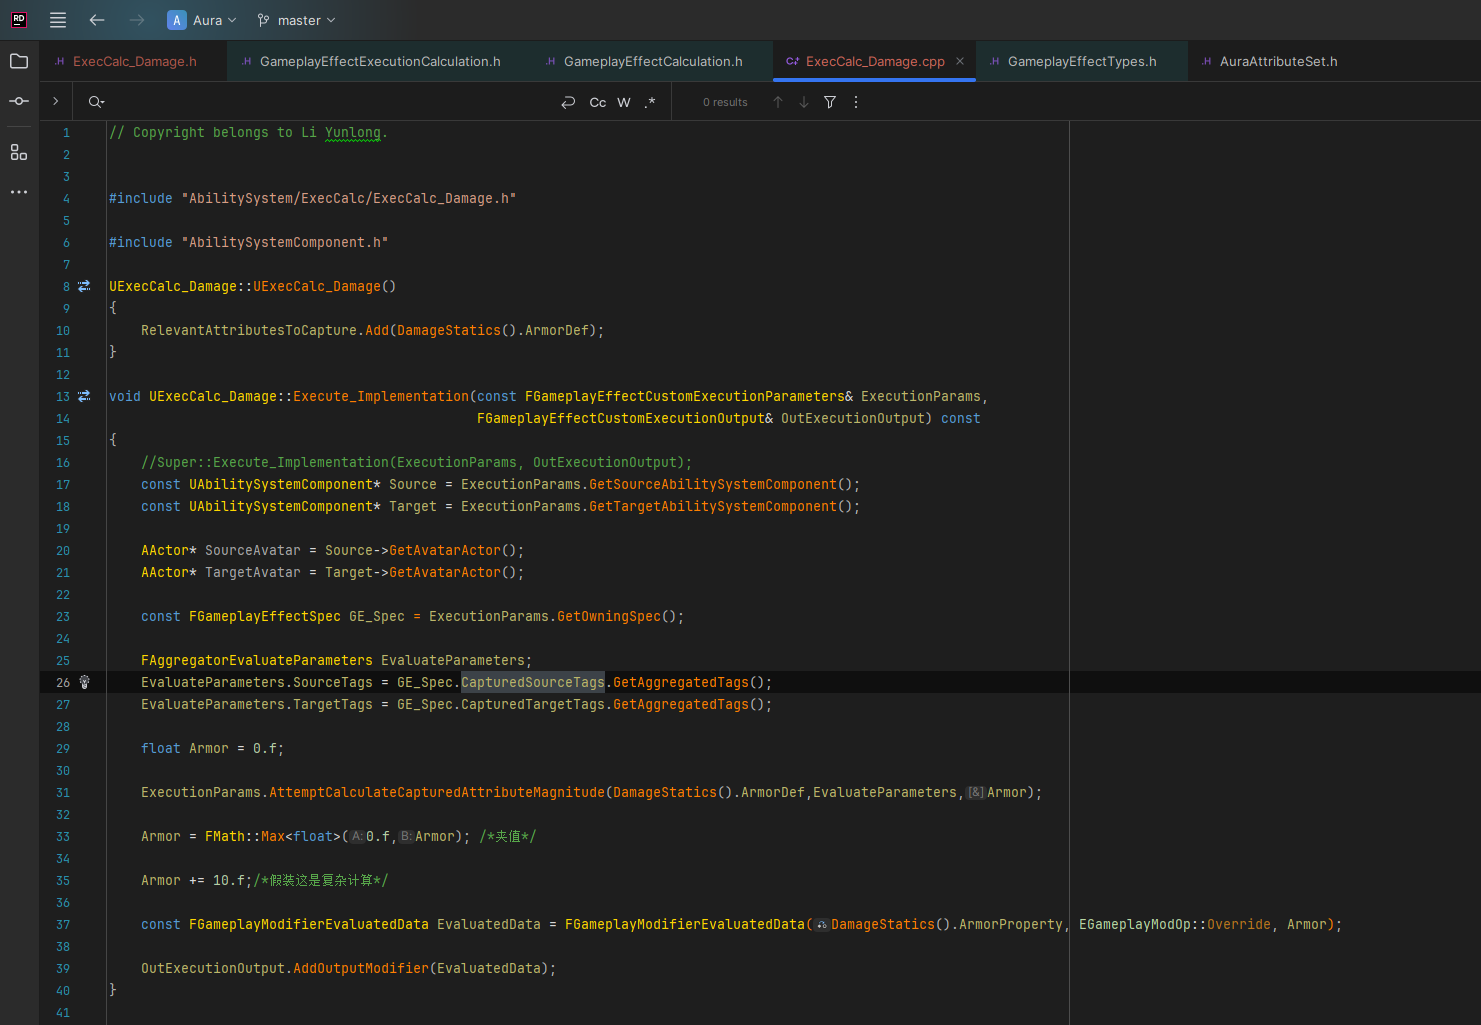 RD
A Aura master
.H ExecCalc_Damage.h .H GameplayEffectExecutionCalculation.h .H GameplayEffectCalculation.h C++ ExecCalc_Damage.cpp × .H GameplayEffectTypes.h .H AuraAttributeSet.h
Cc W .* 0 results
1 // Copyright belongs to Li Yunlong.
2
3
4 #include "AbilitySystem/ExecCalc/ExecCalc_Damage.h"
5
6 #include "AbilitySystemComponent.h"
7
8 UExecCalc_Damage::UExecCalc_Damage()
9 {
10 RelevantAttributesToCapture.Add(DamageStatics().ArmorDef);
11 }
12
13 void UExecCalc_Damage::Execute_Implementation(const FGameplayEffectCustomExecutionParameters& ExecutionParams,
14 FGameplayEffectCustomExecutionOutput& OutExecutionOutput) const
15 {
16 //Super::Execute_Implementation(ExecutionParams, OutExecutionOutput);
17 const UAbilitySystemComponent* Source = ExecutionParams.GetSourceAbilitySystemComponent();
18 const UAbilitySystemComponent* Target = ExecutionParams.GetTargetAbilitySystemComponent();
19
20 AActor* SourceAvatar = Source->GetAvatarActor();
21 AActor* TargetAvatar = Target->GetAvatarActor();
22
23 const FGameplayEffectSpec GE_Spec = ExecutionParams.GetOwningSpec();
24
25 FAggregatorEvaluateParameters EvaluateParameters;
26 EvaluateParameters.SourceTags = GE_Spec.CapturedSourceTags.GetAggregatedTags();
27 EvaluateParameters.TargetTags = GE_Spec.CapturedTargetTags.GetAggregatedTags();
28
29 float Armor = 0.f;
30
31 ExecutionParams.AttemptCalculateCapturedAttributeMagnitude(DamageStatics().ArmorDef,EvaluateParameters,[&]Armor);
32
33 Armor = FMath::Max<float>(A:0.f,B:Armor); /*夹值*/
34
35 Armor += 10.f;/*假装这是复杂计算*/
36
37 const FGameplayModifierEvaluatedData EvaluatedData = FGameplayModifierEvaluatedData(DamageStatics().ArmorProperty, EGameplayModOp::Override, Armor);
38
39 OutExecutionOutput.AddOutputModifier(EvaluatedData);
40 }
41